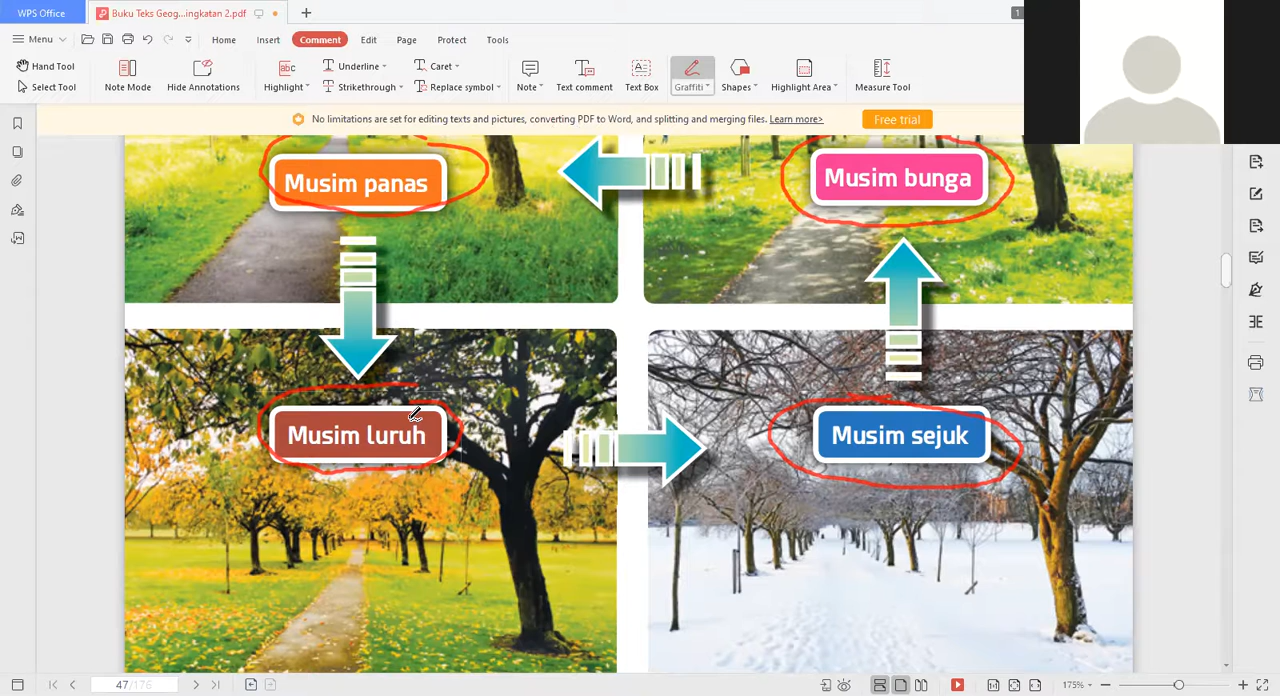 WPS Office Buku Teks Geog...ingkatan 2.pdf + 1
Menu Home Insert Comment Edit Page Protect Tools
Hand Tool Underline Caret
Select Tool Note Mode Hide Annotations Highlight Strikethrough Replace symbol Note Text comment Text Box Graffiti Shapes Highlight Area Measure Tool
No limitations are set for editing texts and pictures, converting PDF to Word, and splitting and merging files. Learn more> Free trial
Musim panas
Musim bunga
Musim luruh
Musim sejuk
47/176 175%